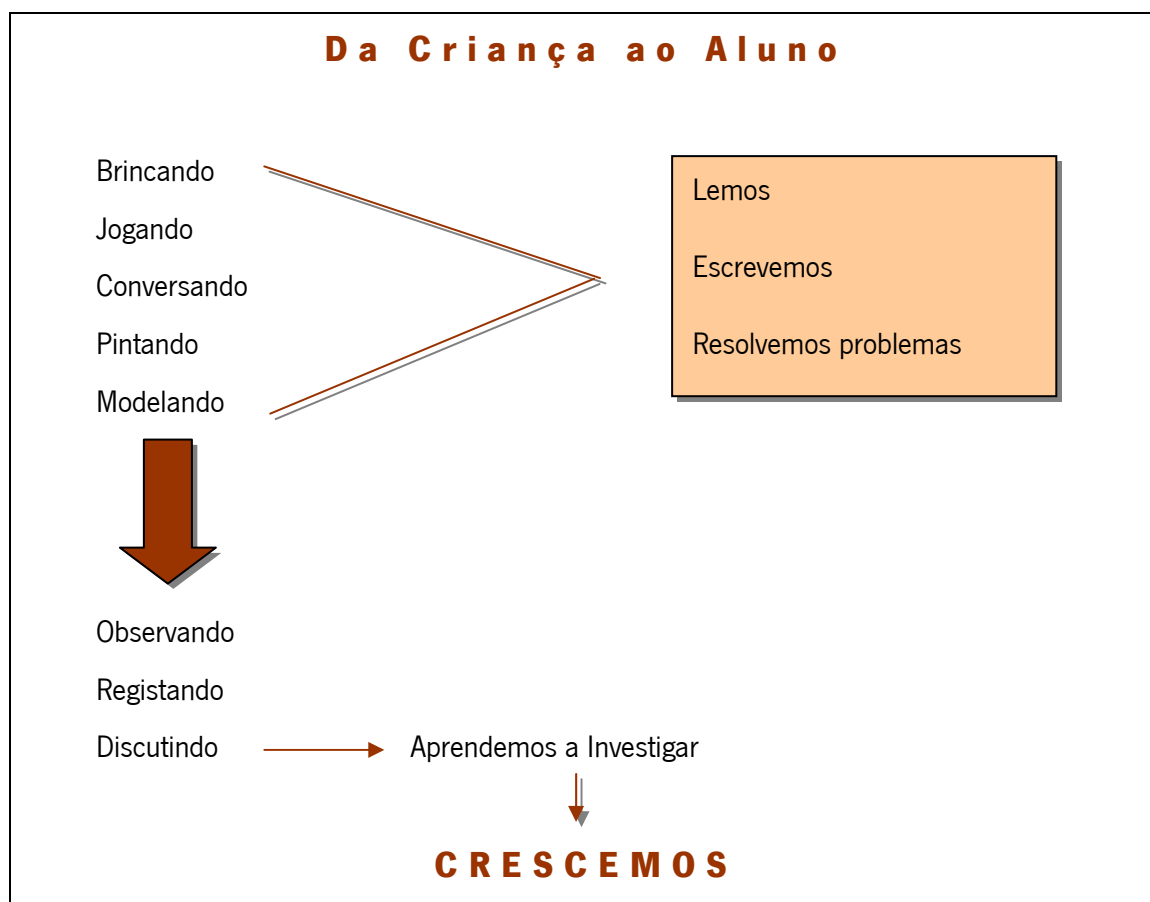 Da Criança ao Aluno
Brincando
Jogando
Conversando
Pintando
Modelando
Lemos
Escrevemos
Resolvemos problemas
Observando
Registando
Discutindo
Aprendemos a Investigar
CRESCEMOS